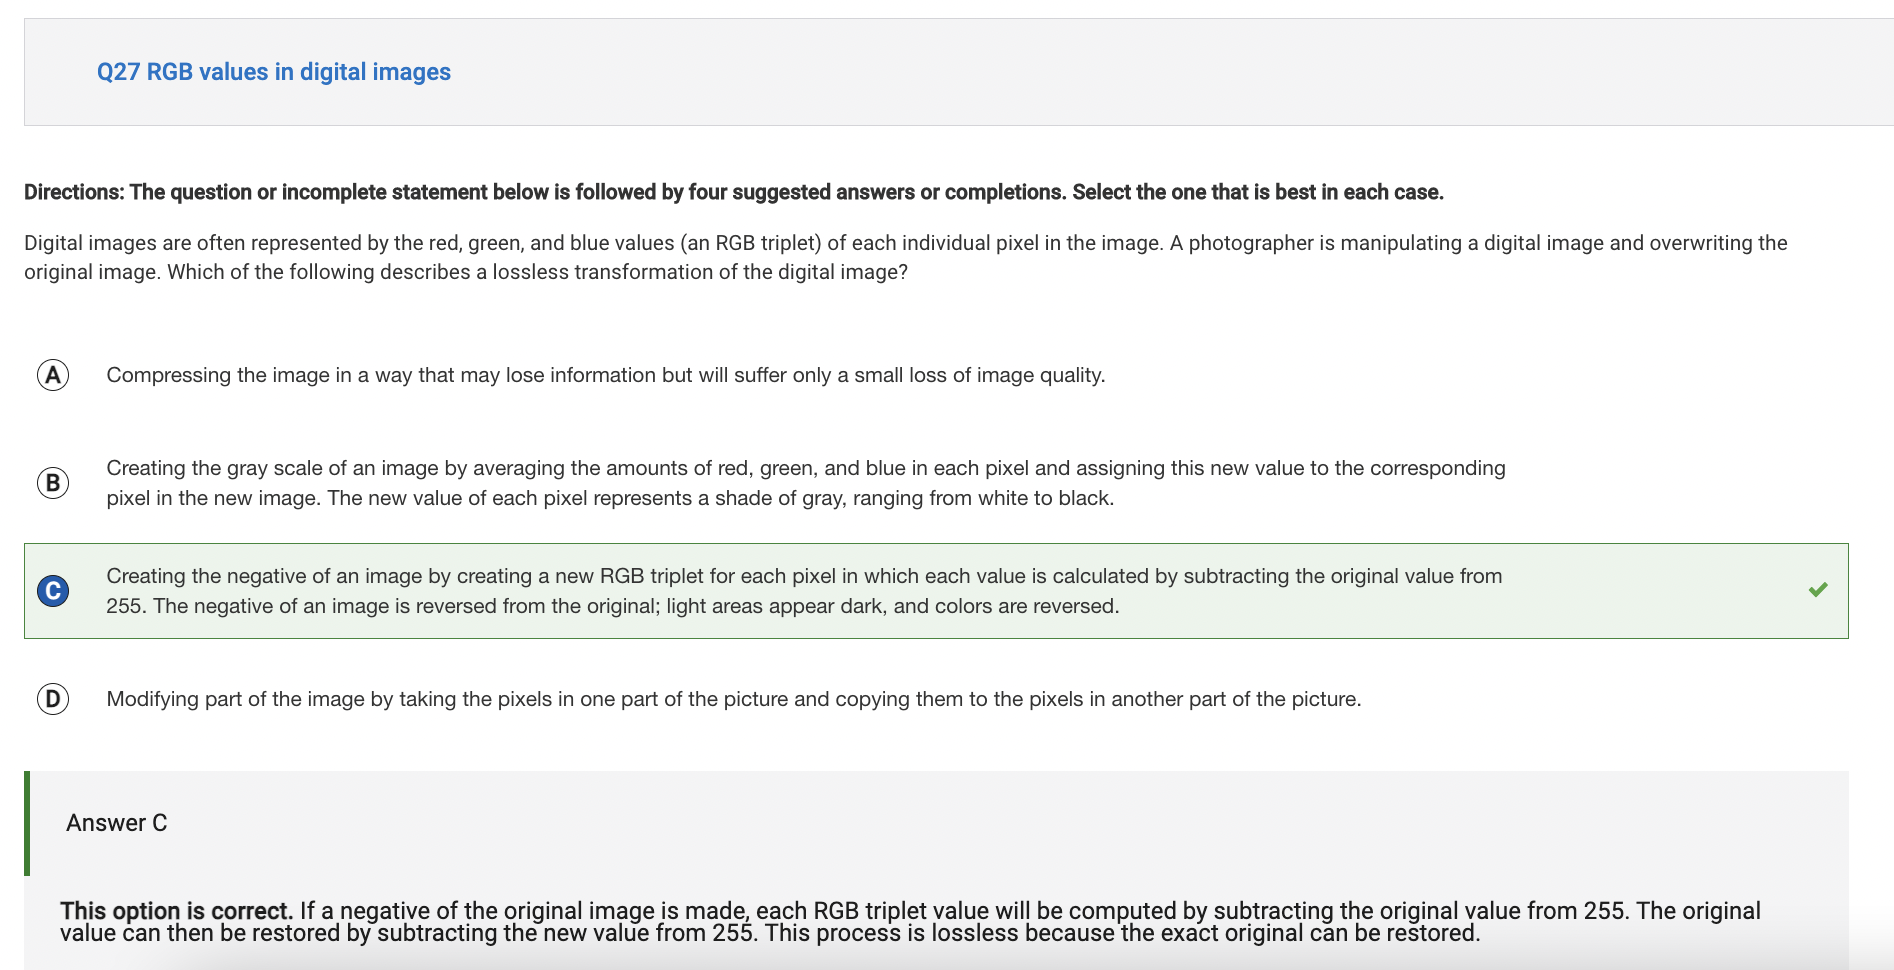 Q27 RGB values in digital images
Directions: The question or incomplete statement below is followed by four suggested answers or completions. Select the one that is best in each case.
Digital images are often represented by the red, green, and blue values (an RGB triplet) of each individual pixel in the image. A photographer is manipulating a digital image and overwriting the
original image. Which of the following describes a lossless transformation of the digital image?
A Compressing the image in a way that may lose information but will suffer only a small loss of image quality.
B Creating the gray scale of an image by averaging the amounts of red, green, and blue in each pixel and assigning this new value to the corresponding
pixel in the new image. The new value of each pixel represents a shade of gray, ranging from white to black.
C Creating the negative of an image by creating a new RGB triplet for each pixel in which each value is calculated by subtracting the original value from
255. The negative of an image is reversed from the original; light areas appear dark, and colors are reversed.
D Modifying part of the image by taking the pixels in one part of the picture and copying them to the pixels in another part of the picture.
Answer C
This option is correct. If a negative of the original image is made, each RGB triplet value will be computed by subtracting the original value from 255. The original
value can then be restored by subtracting the new value from 255. This process is lossless because the exact original can be restored.